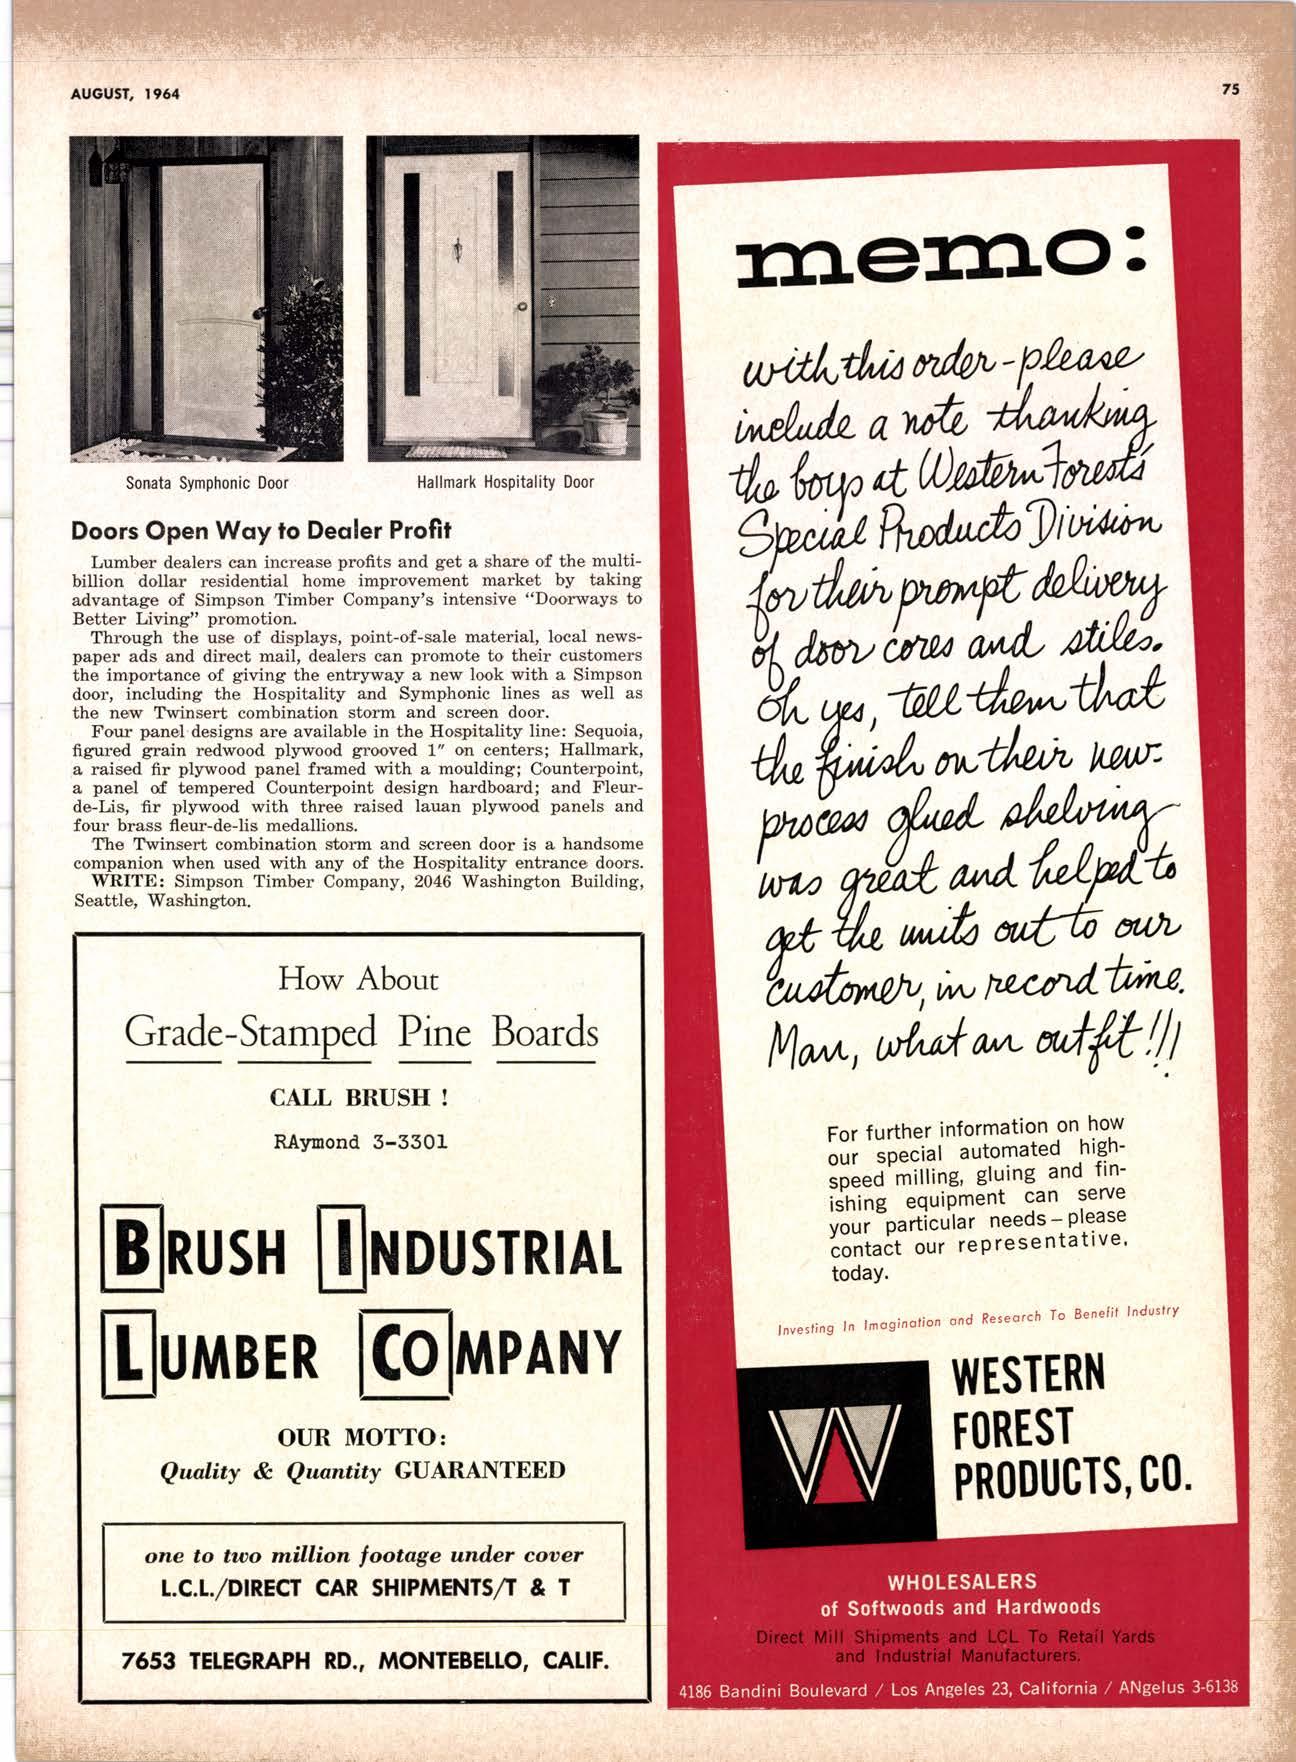 AUGUST, 1964
75
Sonata Symphonic Door
Hallmark Hospitality Door
Doors Open Way to Dealer Profit
Lumber dealers can increase profits and get a share of the multi-
billion dollar residential home improvement market by taking
advantage of Simpson Timber Company's intensive "Doorways to
Better Living" promotion.
Through the use of displays, point-of-sale material, local news-
paper ads and direct mail, dealers can promote to their customers
the importance of giving the entryway a new look with a Simpson
door, including the Hospitality and Symphonic lines as well as
the new Twinsert combination storm and screen door.
Four panel designs are available in the Hospitality line: Sequoia,
figured grain redwood plywood grooved 1" on centers; Hallmark,
a raised fir plywood panel framed with a moulding; Counterpoint,
a panel of tempered Counterpoint design hardboard; and Fleur-
de-Lis, fir plywood with three raised lauan plywood panels and
four brass fleur-de-lis medallions.
The Twinsert combination storm and screen door is a handsome
companion when used with any of the Hospitality entrance doors.
WRITE: Simpson Timber Company, 2046 Washington Building,
Seattle, Washington.
How About
Grade-Stamped Pine Boards
CALL BRUSH !
RAymond 3-3301
BRUSH INDUSTRIAL
LUMBER COMPANY
OUR MOTTO:
Quality & Quantity GUARANTEED
one to two million footage under cover
L.C.L./DIRECT CAR SHIPMENTS/T & T
7653 TELEGRAPH RD., MONTEBELLO, CALIF.
memo:
with this order - please
include a note thanking
the boys at Western Forest's
Special Products Division
for their prompt delivery
of door cores and stiles.
Oh yes, tell them that
the finish on their new-
process glued shelving
was great and helped to
get the units out to our
customer, in record time.
Man, what an outfit!!!
For further information on how
our special automated high-
speed milling, gluing and fin-
ishing equipment can serve
your particular needs – please
contact our representative,
today.
Investing In Imagination and Research To Benefit Industry
WESTERN
FOREST
PRODUCTS, CO.
WHOLESALERS
of Softwoods and Hardwoods
Direct Mill Shipments and LCL To Retail Yards
and Industrial Manufacturers.
4186 Bandini Boulevard / Los Angeles 23, California / ANgelus 3-6138